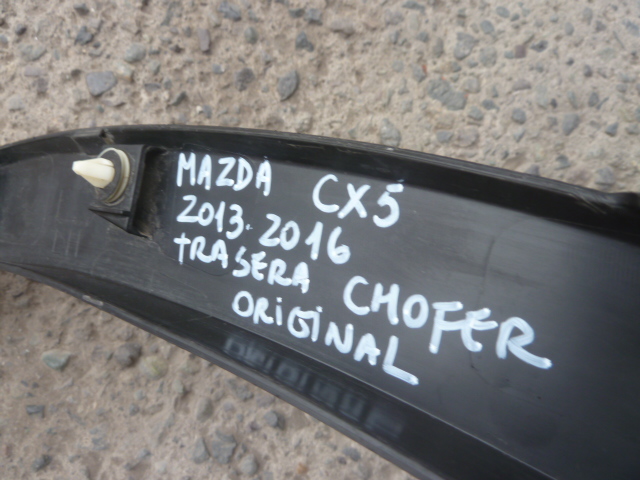 MAZDA CX5
2013-2016
TRASERA CHOFER
ORIGINAL